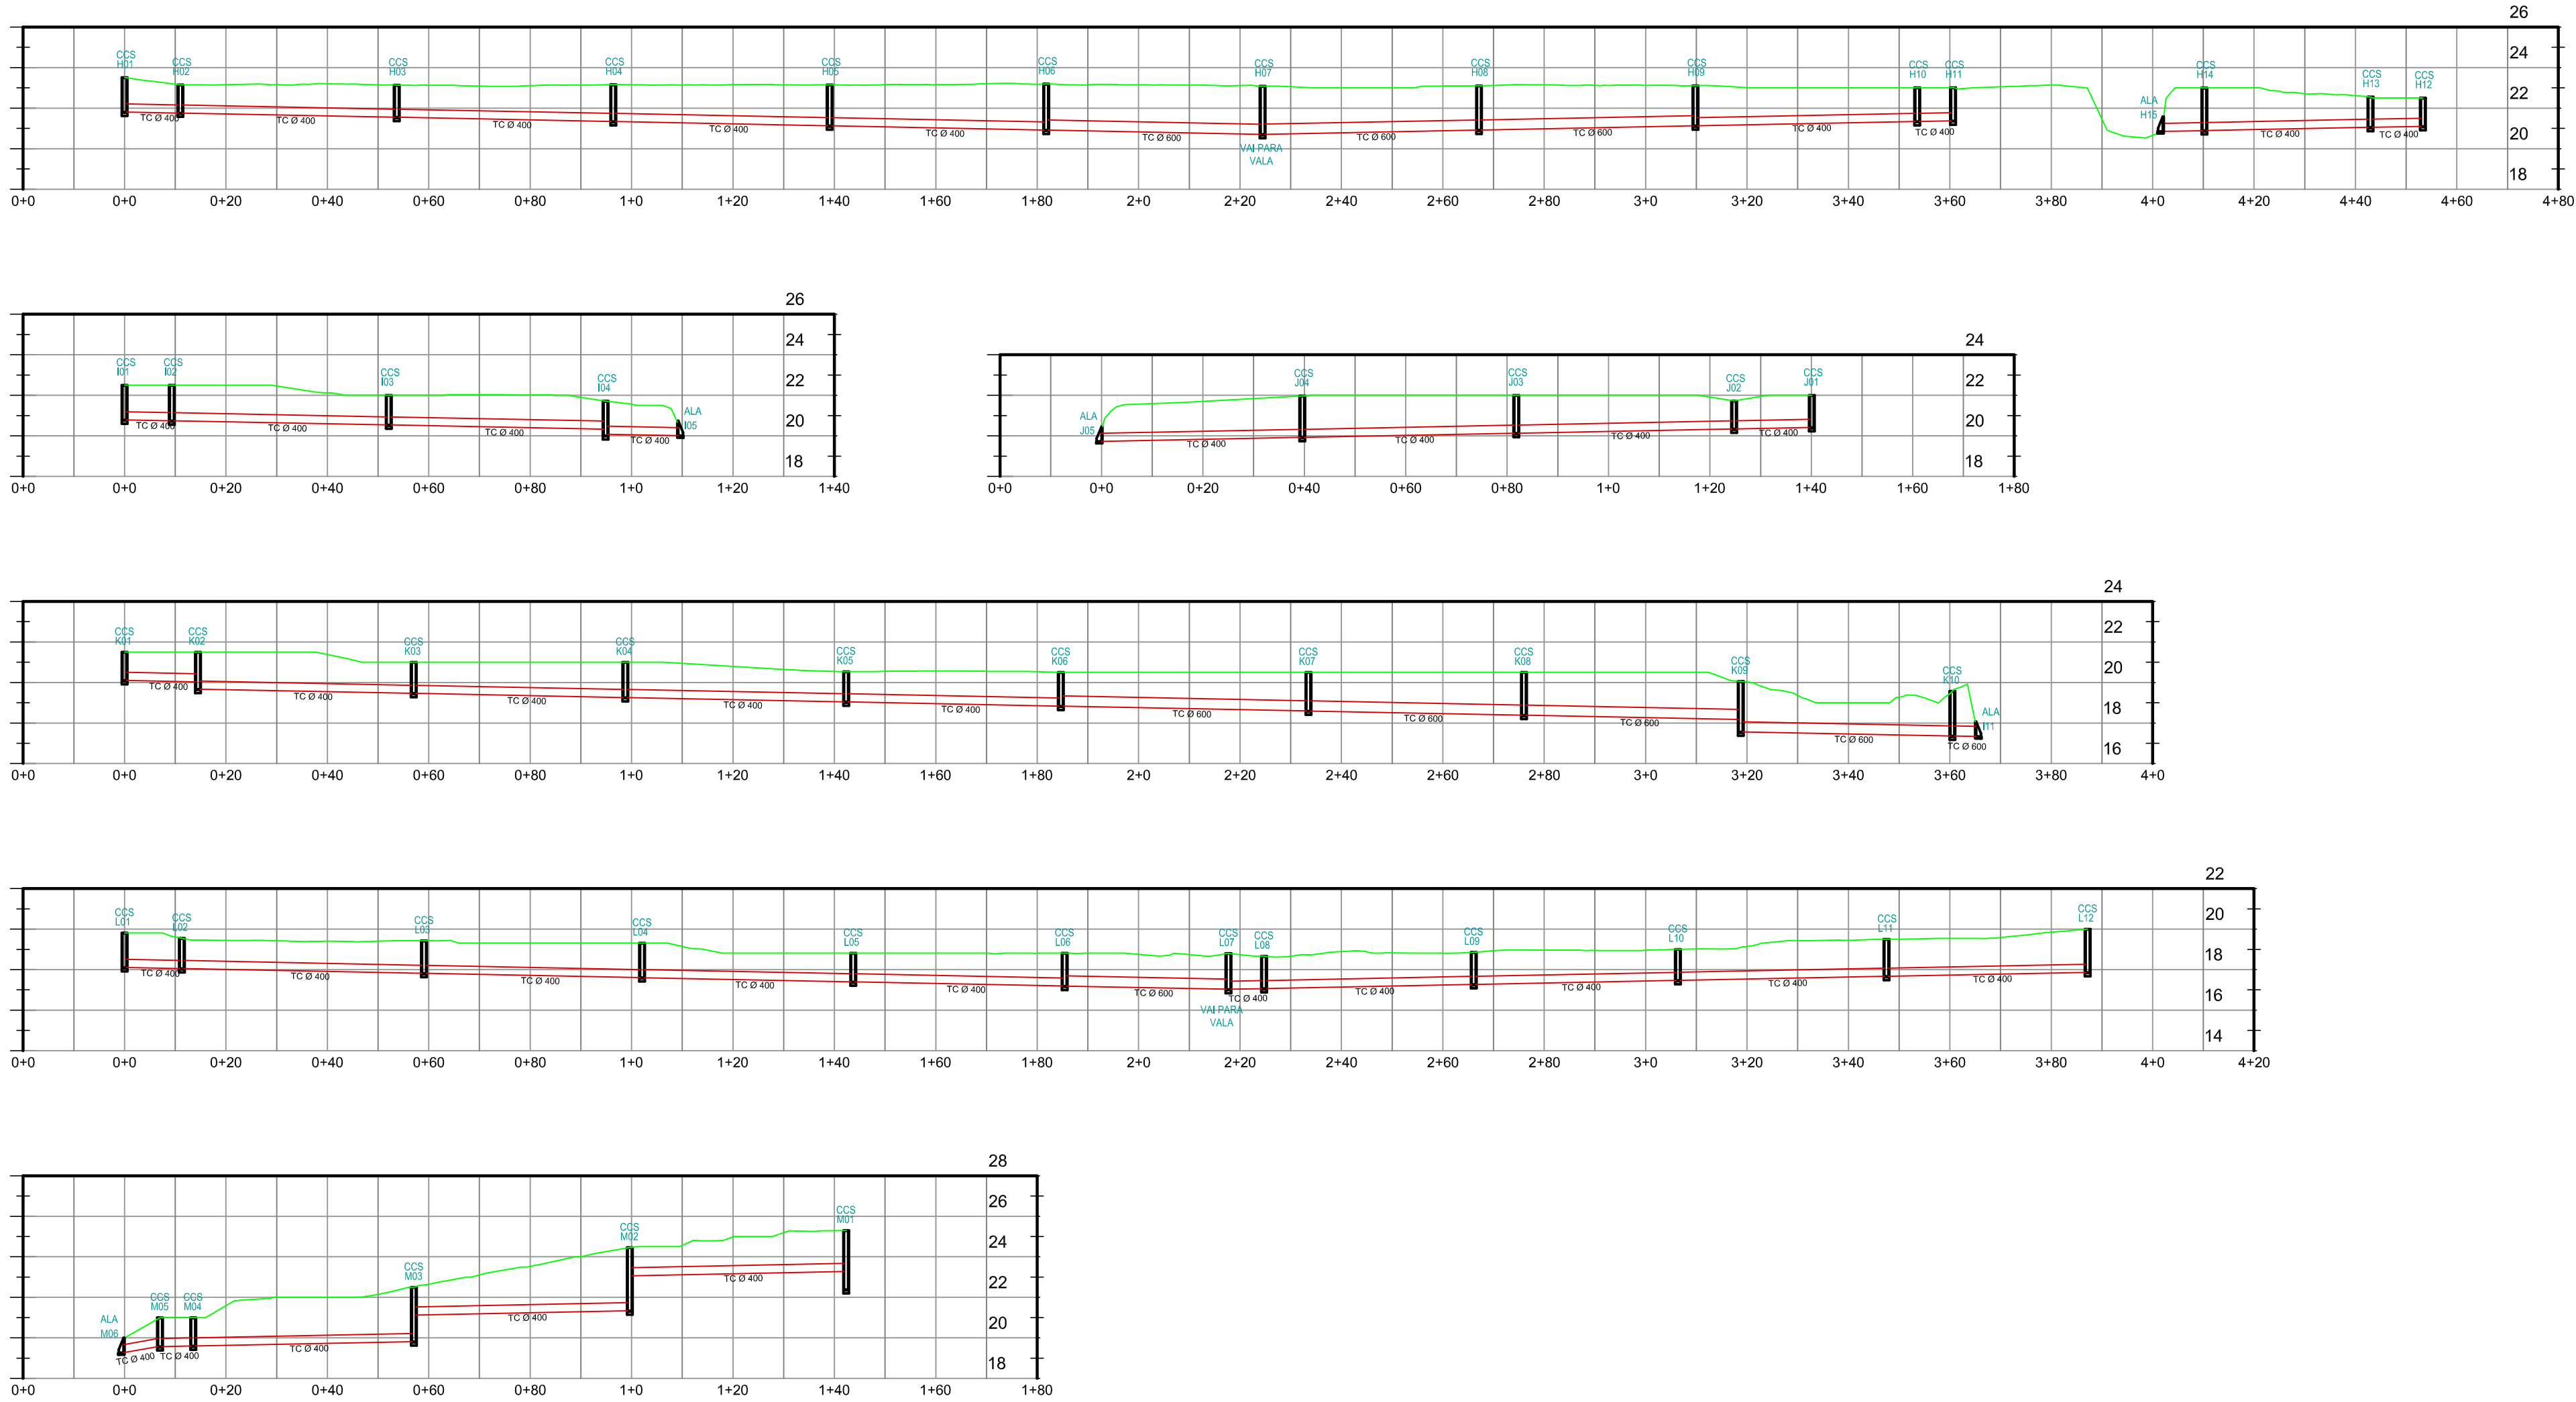 26
CCS
H01
CCS
H02
CCS
H03
CCS
H04
CCS
H05
CCS
H06
CCS
H07
CCS
H08
CCS
H09
CCS
H10
CCS
H11
CCS
H14
CCS
H13
CCS
H12
ALA
H15
24
22
20
18
TC Ø 400
TC Ø 400
TC Ø 400
TC Ø 400
TC Ø 400
TC Ø 600
TC Ø 600
TC Ø 600
TC Ø 400
TC Ø 400
TC Ø 400
TC Ø 400
VAI PARA
VALA
0+0 0+0 0+20 0+40 0+60 0+80 1+0 1+20 1+40 1+60 1+80 2+0 2+20 2+40 2+60 2+80 3+0 3+20 3+40 3+60 3+80 4+0 4+20 4+40 4+60 4+80
26
24
22
20
18
CCS
I01
CCS
I02
CCS
I03
CCS
I04
ALA
I05
TC Ø 400
TC Ø 400
TC Ø 400
TC Ø 400
0+0 0+0 0+20 0+40 0+60 0+80 1+0 1+20 1+40
24
22
20
18
ALA
J05
CCS
J04
CCS
J03
CCS
J02
CCS
J01
TC Ø 400
TC Ø 400
TC Ø 400
TC Ø 400
0+0 0+0 0+20 0+40 0+60 0+80 1+0 1+20 1+40 1+60 1+80
24
22
20
18
16
CCS
K01
CCS
K02
CCS
K03
CCS
K04
CCS
K05
CCS
K06
CCS
K07
CCS
K08
CCS
K09
CCS
K10
ALA
I11
TC Ø 400
TC Ø 400
TC Ø 400
TC Ø 400
TC Ø 400
TC Ø 600
TC Ø 600
TC Ø 600
TC Ø 600
TC Ø 600
0+0 0+0 0+20 0+40 0+60 0+80 1+0 1+20 1+40 1+60 1+80 2+0 2+20 2+40 2+60 2+80 3+0 3+20 3+40 3+60 3+80 4+0
22
20
18
16
14
CCS
L01
CCS
L02
CCS
L03
CCS
L04
CCS
L05
CCS
L06
CCS
L07
CCS
L08
CCS
L09
CCS
L10
CCS
L11
CCS
L12
TC Ø 400
TC Ø 400
TC Ø 400
TC Ø 400
TC Ø 400
TC Ø 600
TC Ø 400
TC Ø 400
TC Ø 400
TC Ø 400
TC Ø 400
VAI PARA
VALA
0+0 0+0 0+20 0+40 0+60 0+80 1+0 1+20 1+40 1+60 1+80 2+0 2+20 2+40 2+60 2+80 3+0 3+20 3+40 3+60 3+80 4+0 4+20
28
26
24
22
20
18
ALA
M06
CCS
M05
CCS
M04
CCS
M03
CCS
M02
CCS
M01
TC Ø 400
TC Ø 400
TC Ø 400
TC Ø 400
TC Ø 400
0+0 0+0 0+20 0+40 0+60 0+80 1+0 1+20 1+40 1+60 1+80